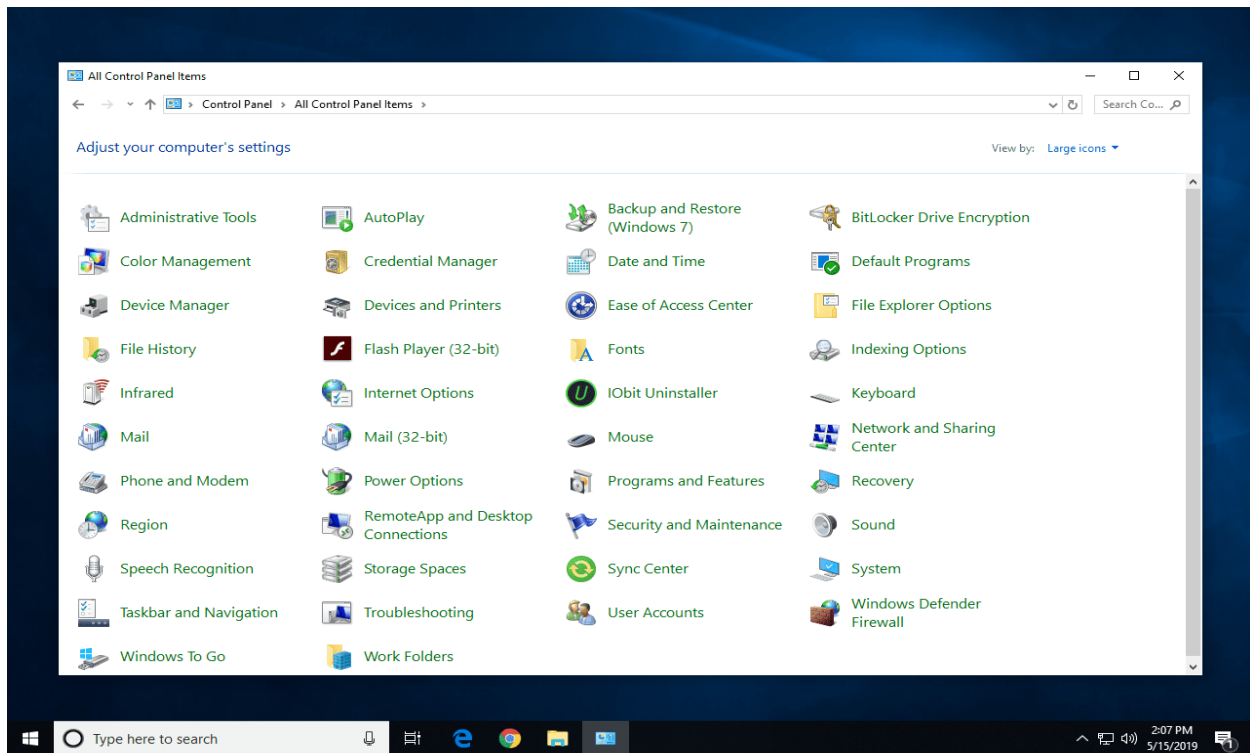 All Control Panel Items
Control Panel > All Control Panel Items >
Search Co...
Adjust your computer's settings
View by: Large icons
Administrative Tools
AutoPlay
Backup and Restore
(Windows 7)
BitLocker Drive Encryption
Color Management
Credential Manager
Date and Time
Default Programs
Device Manager
Devices and Printers
Ease of Access Center
File Explorer Options
File History
Flash Player (32-bit)
Fonts
Indexing Options
Infrared
Internet Options
IObit Uninstaller
Keyboard
Mail
Mail (32-bit)
Mouse
Network and Sharing
Center
Phone and Modem
Power Options
Programs and Features
Recovery
Region
RemoteApp and Desktop
Connections
Security and Maintenance
Sound
Speech Recognition
Storage Spaces
Sync Center
System
Taskbar and Navigation
Troubleshooting
User Accounts
Windows Defender
Firewall
Windows To Go
Work Folders
Type here to search
2:07 PM
5/15/2019
1